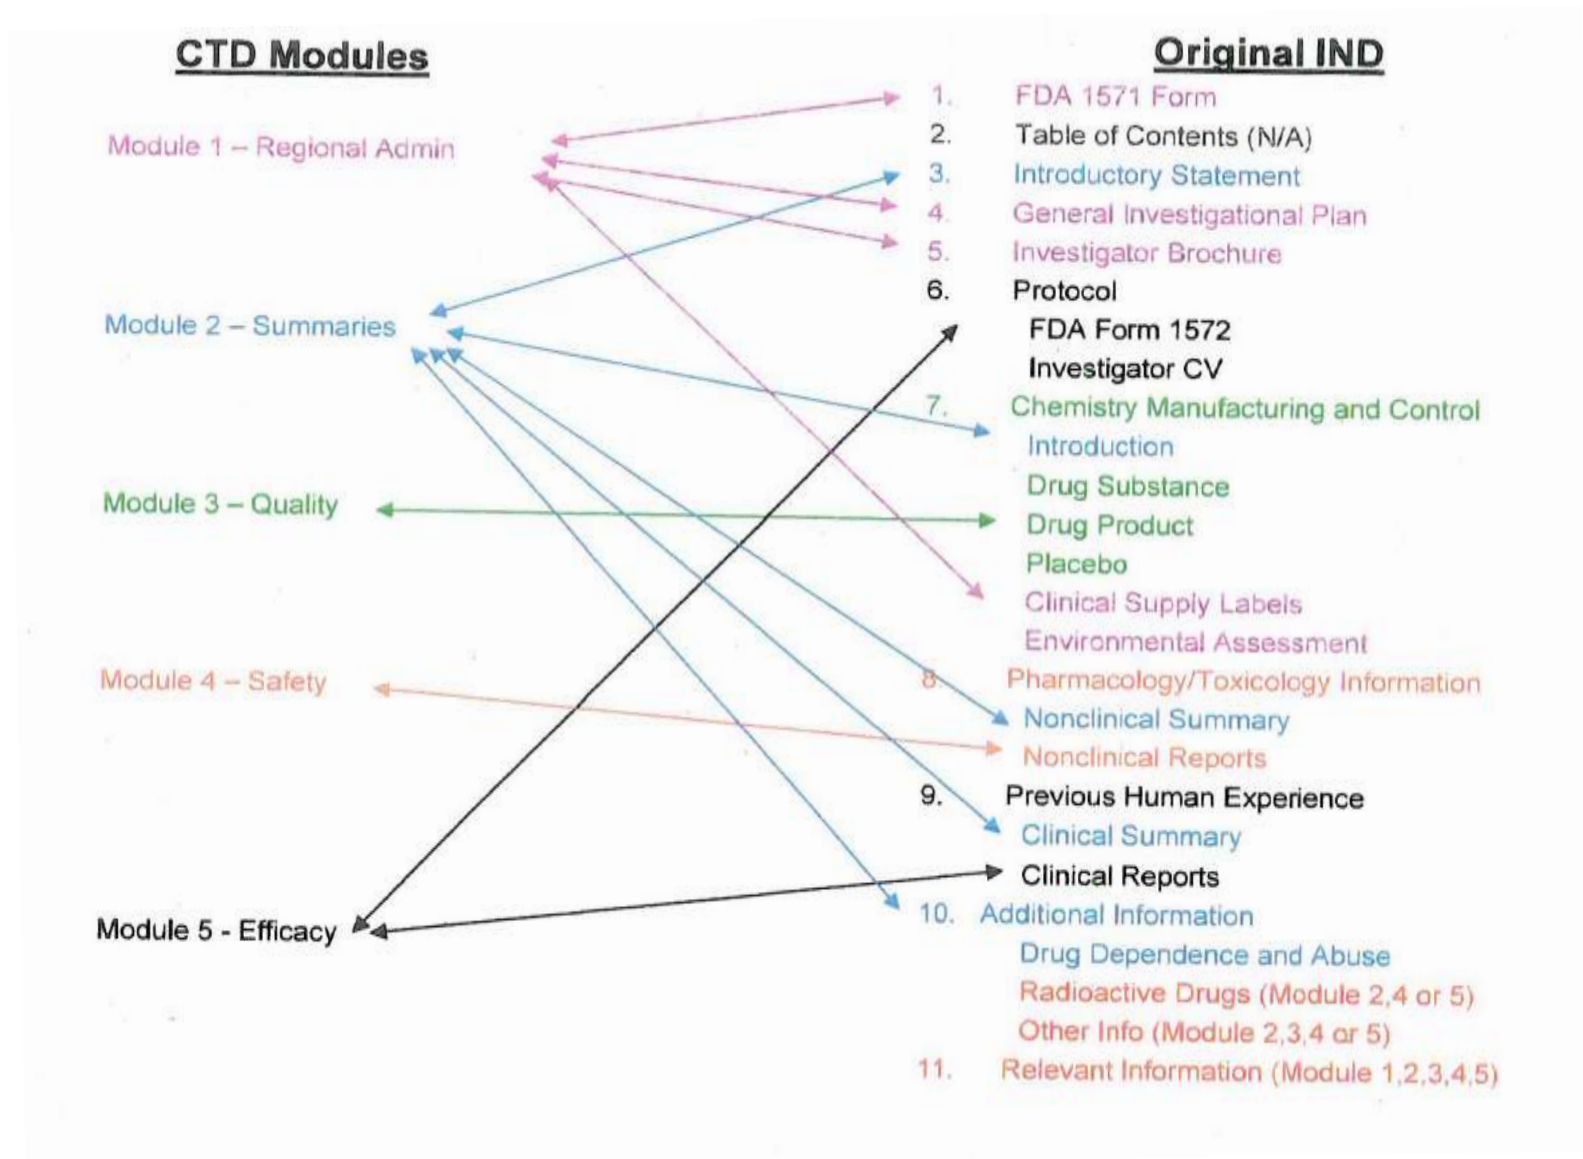 CTD Modules
Module 1 – Regional Admin
Module 2 – Summaries
Module 3 – Quality
Module 4 – Safety
Module 5 - Efficacy
Original IND
1. FDA 1571 Form
2. Table of Contents (N/A)
3. Introductory Statement
4. General Investigational Plan
5. Investigator Brochure
6. Protocol
FDA Form 1572
Investigator CV
7. Chemistry Manufacturing and Control
Introduction
Drug Substance
Drug Product
Placebo
Clinical Supply Labels
Environmental Assessment
8. Pharmacology/Toxicology Information
Nonclinical Summary
Nonclinical Reports
9. Previous Human Experience
Clinical Summary
Clinical Reports
10. Additional Information
Drug Dependence and Abuse
Radioactive Drugs (Module 2,4 or 5)
Other Info (Module 2,3,4 or 5)
11. Relevant Information (Module 1,2,3,4,5)